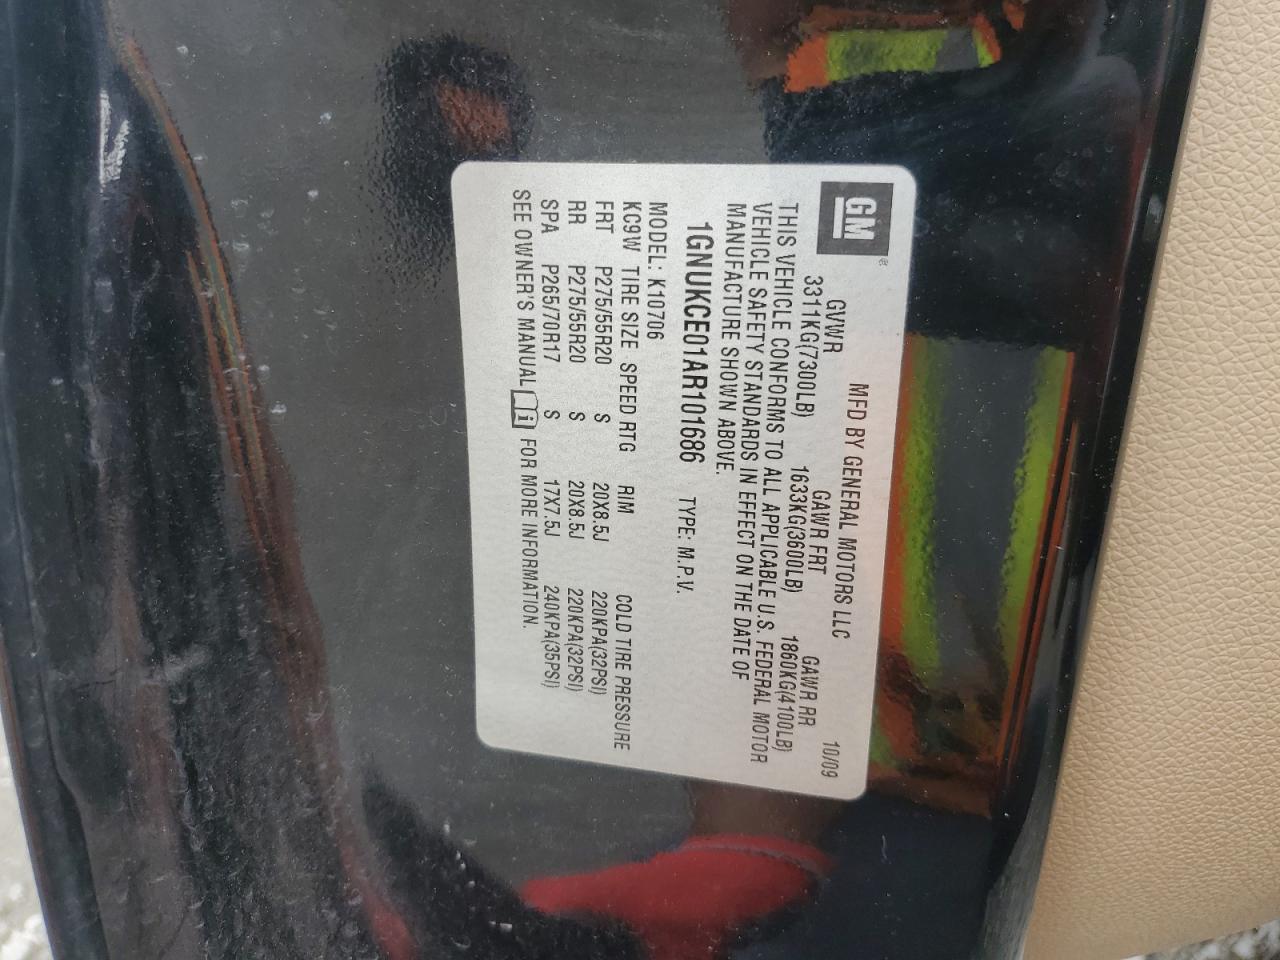 GM®
MFD BY GENERAL MOTORS LLC 10/09
GVWR GAWR FRT GAWR RR
3311KG(7300LB) 1633KG(3600LB) 1860KG(4100LB)
THIS VEHICLE CONFORMS TO ALL APPLICABLE U.S. FEDERAL MOTOR
VEHICLE SAFETY STANDARDS IN EFFECT ON THE DATE OF
MANUFACTURE SHOWN ABOVE.
1GNUKCE01AR101686 TYPE: M.P.V.
MODEL: K10706
KC9W TIRE SIZE SPEED RTG RIM COLD TIRE PRESSURE
FRT P275/55R20 S 20X8.5J 220KPA(32PSI)
RR P275/55R20 S 20X8.5J 220KPA(32PSI)
SPA P265/70R17 S 17X7.5J 240KPA(35PSI)
SEE OWNER'S MANUAL i FOR MORE INFORMATION.